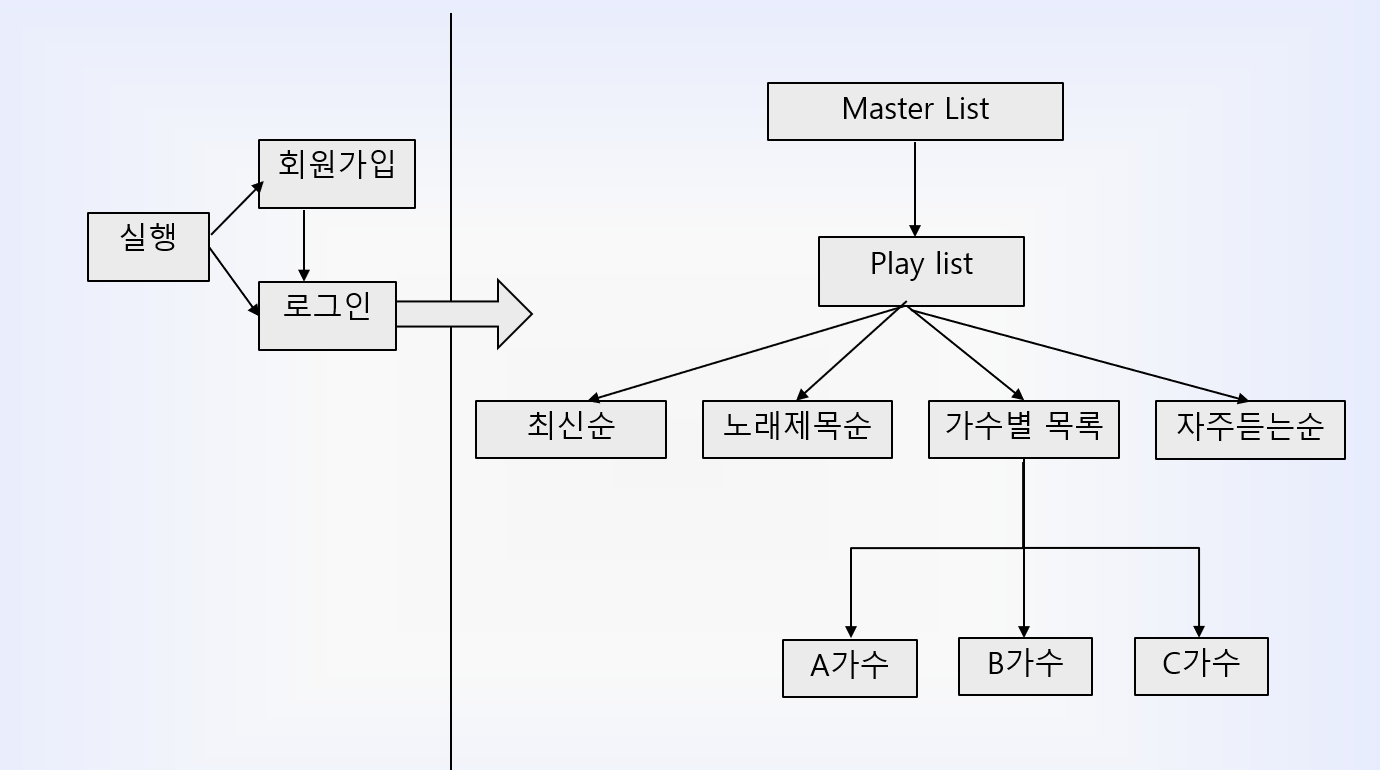 실행
회원가입
로그인
Master List
Play list
최신순
노래제목순
가수별 목록
자주듣는순
A가수
B가수
C가수